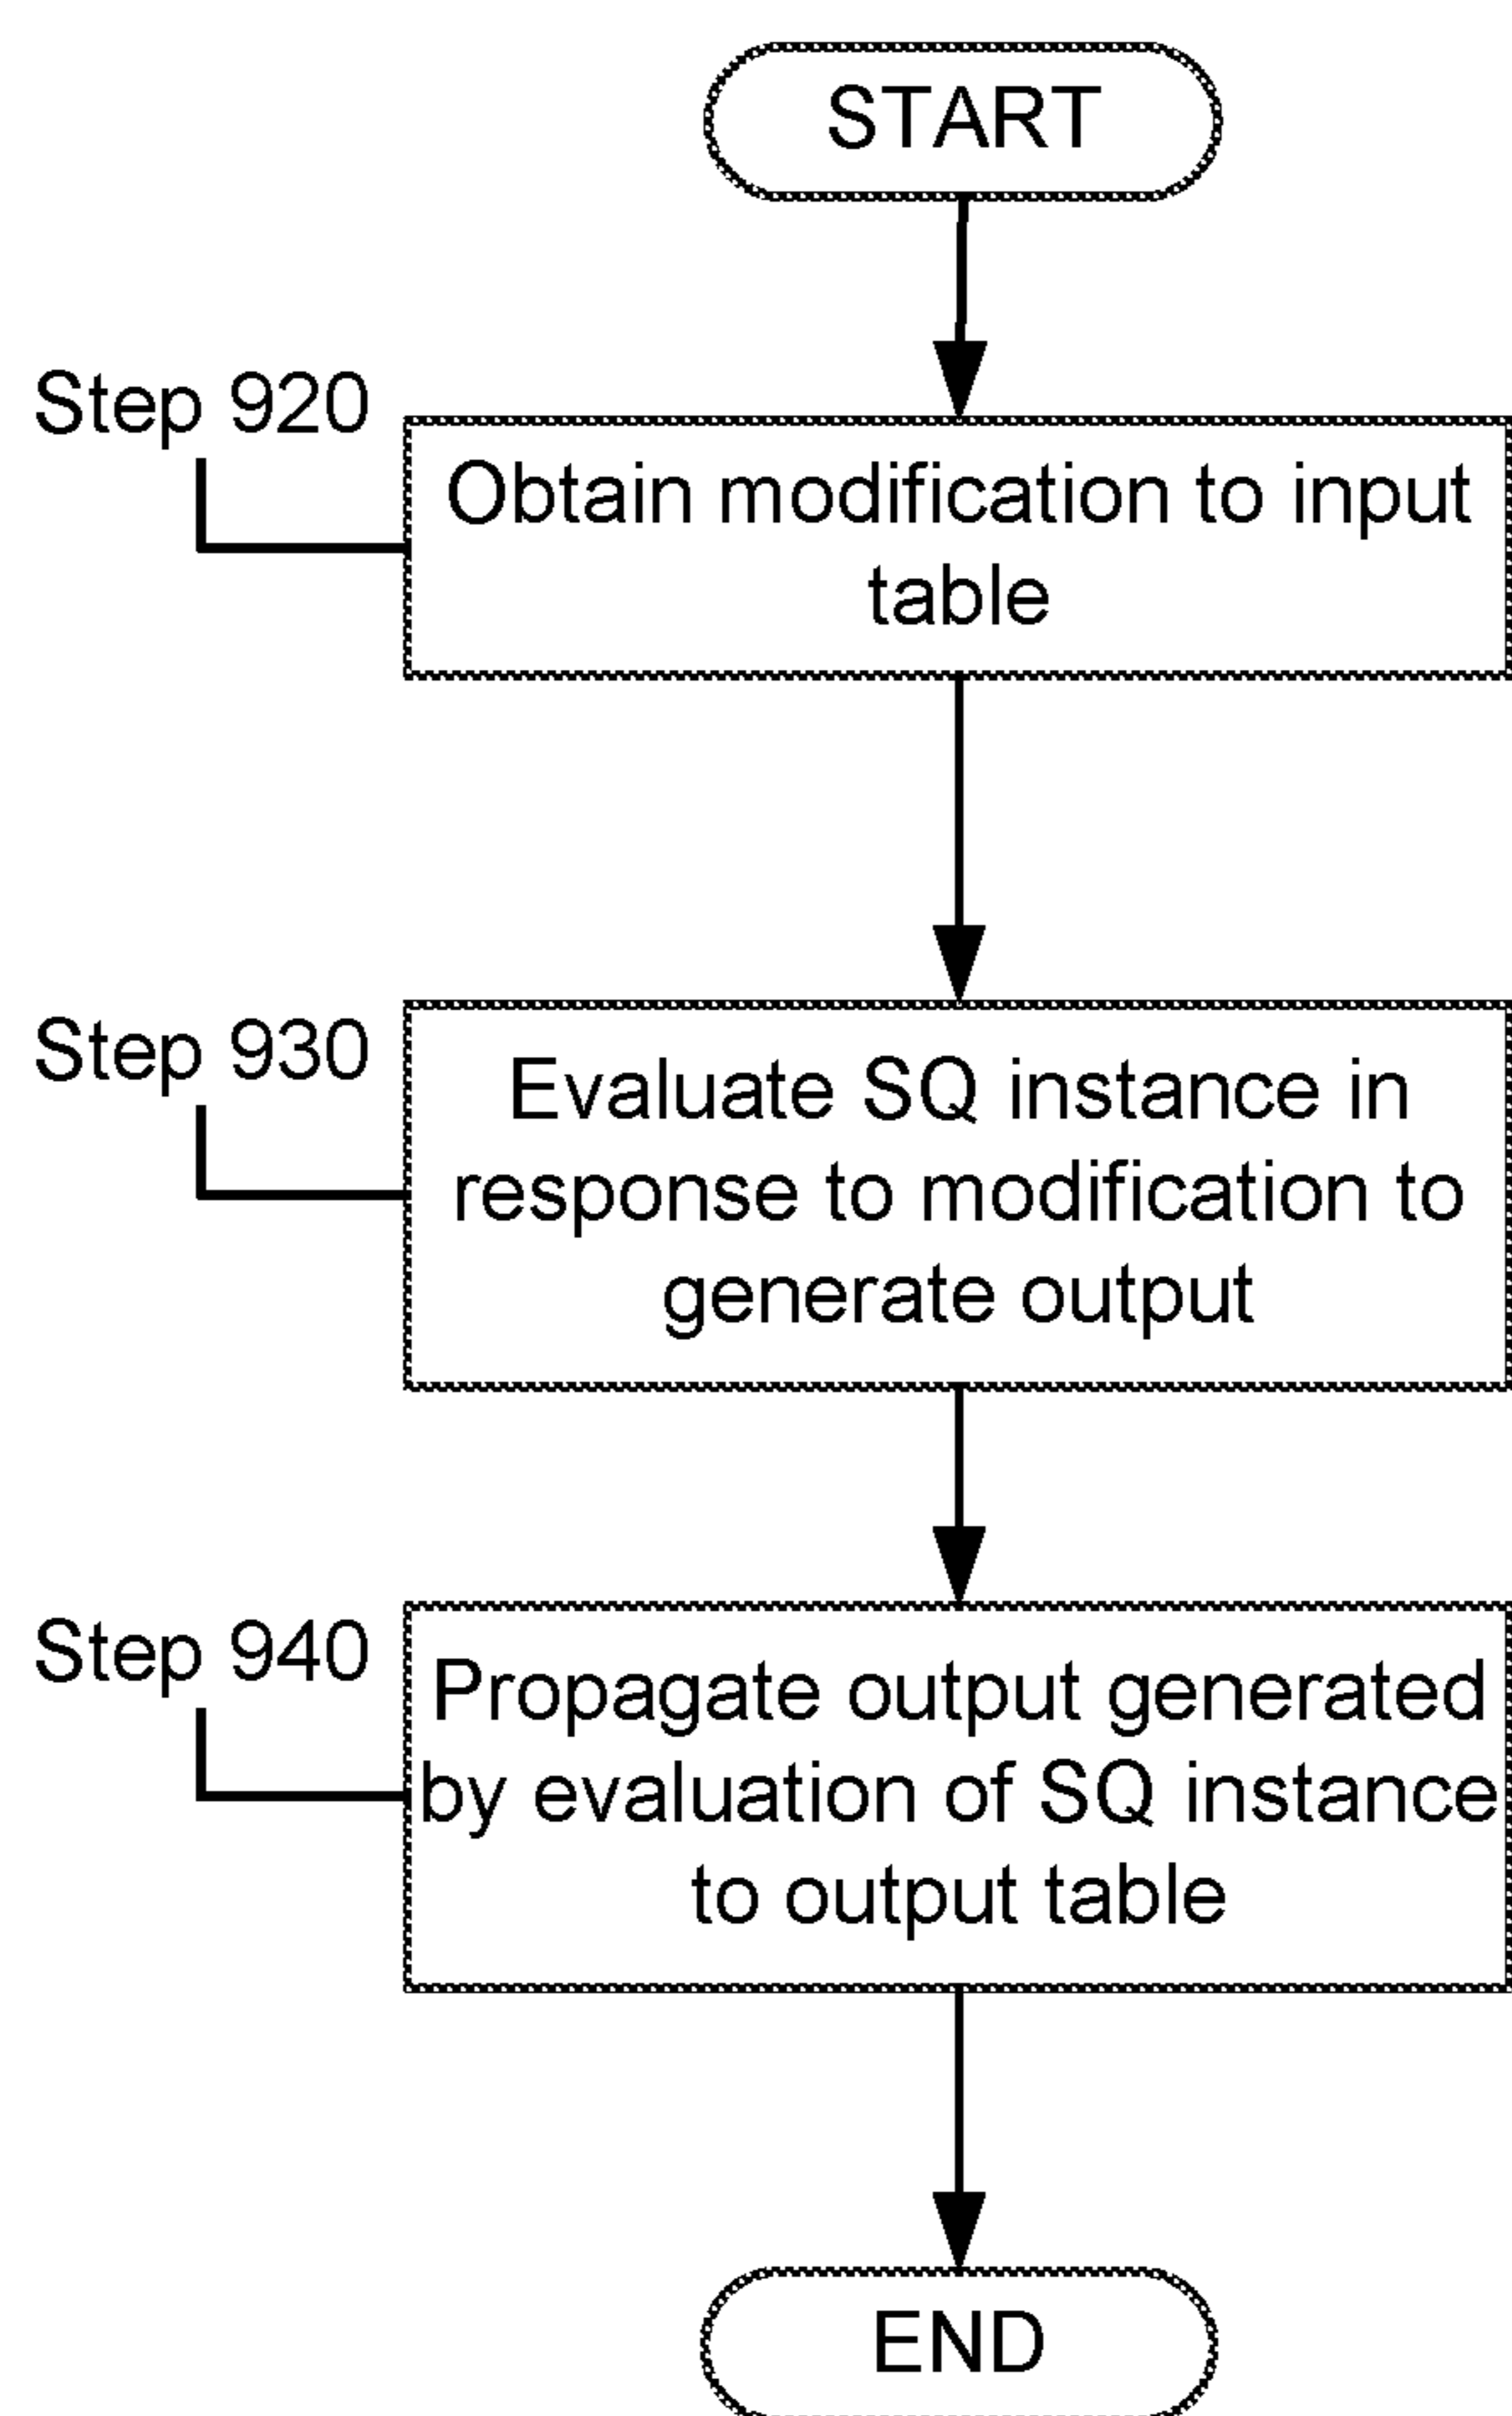 START
Step 920
Obtain modification to input
table
Step 930
Evaluate SQ instance in
response to modification to
generate output
Step 940
Propagate output generated
by evaluation of SQ instance
to output table
END